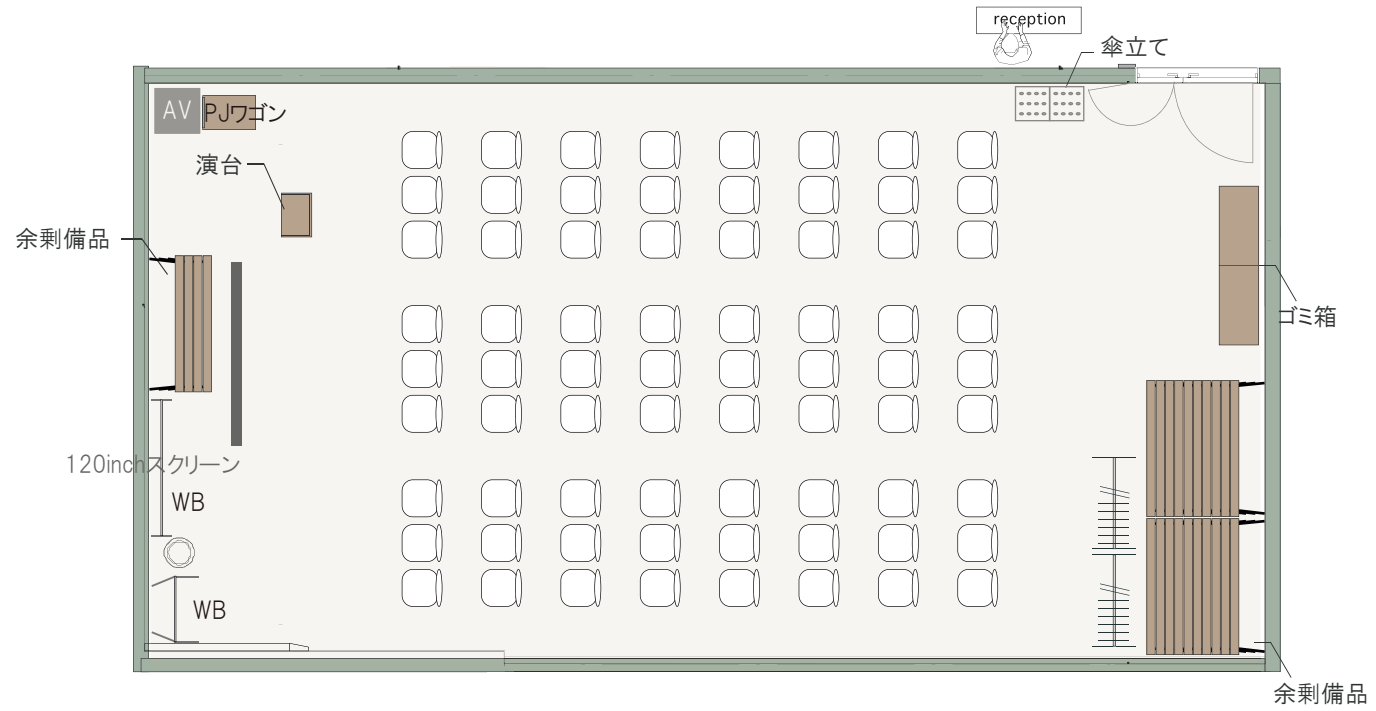 reception
傘立て
AV
PJワゴン
演台
余剰備品
ゴミ箱
120inchスクリーン
WB
WB
余剰備品